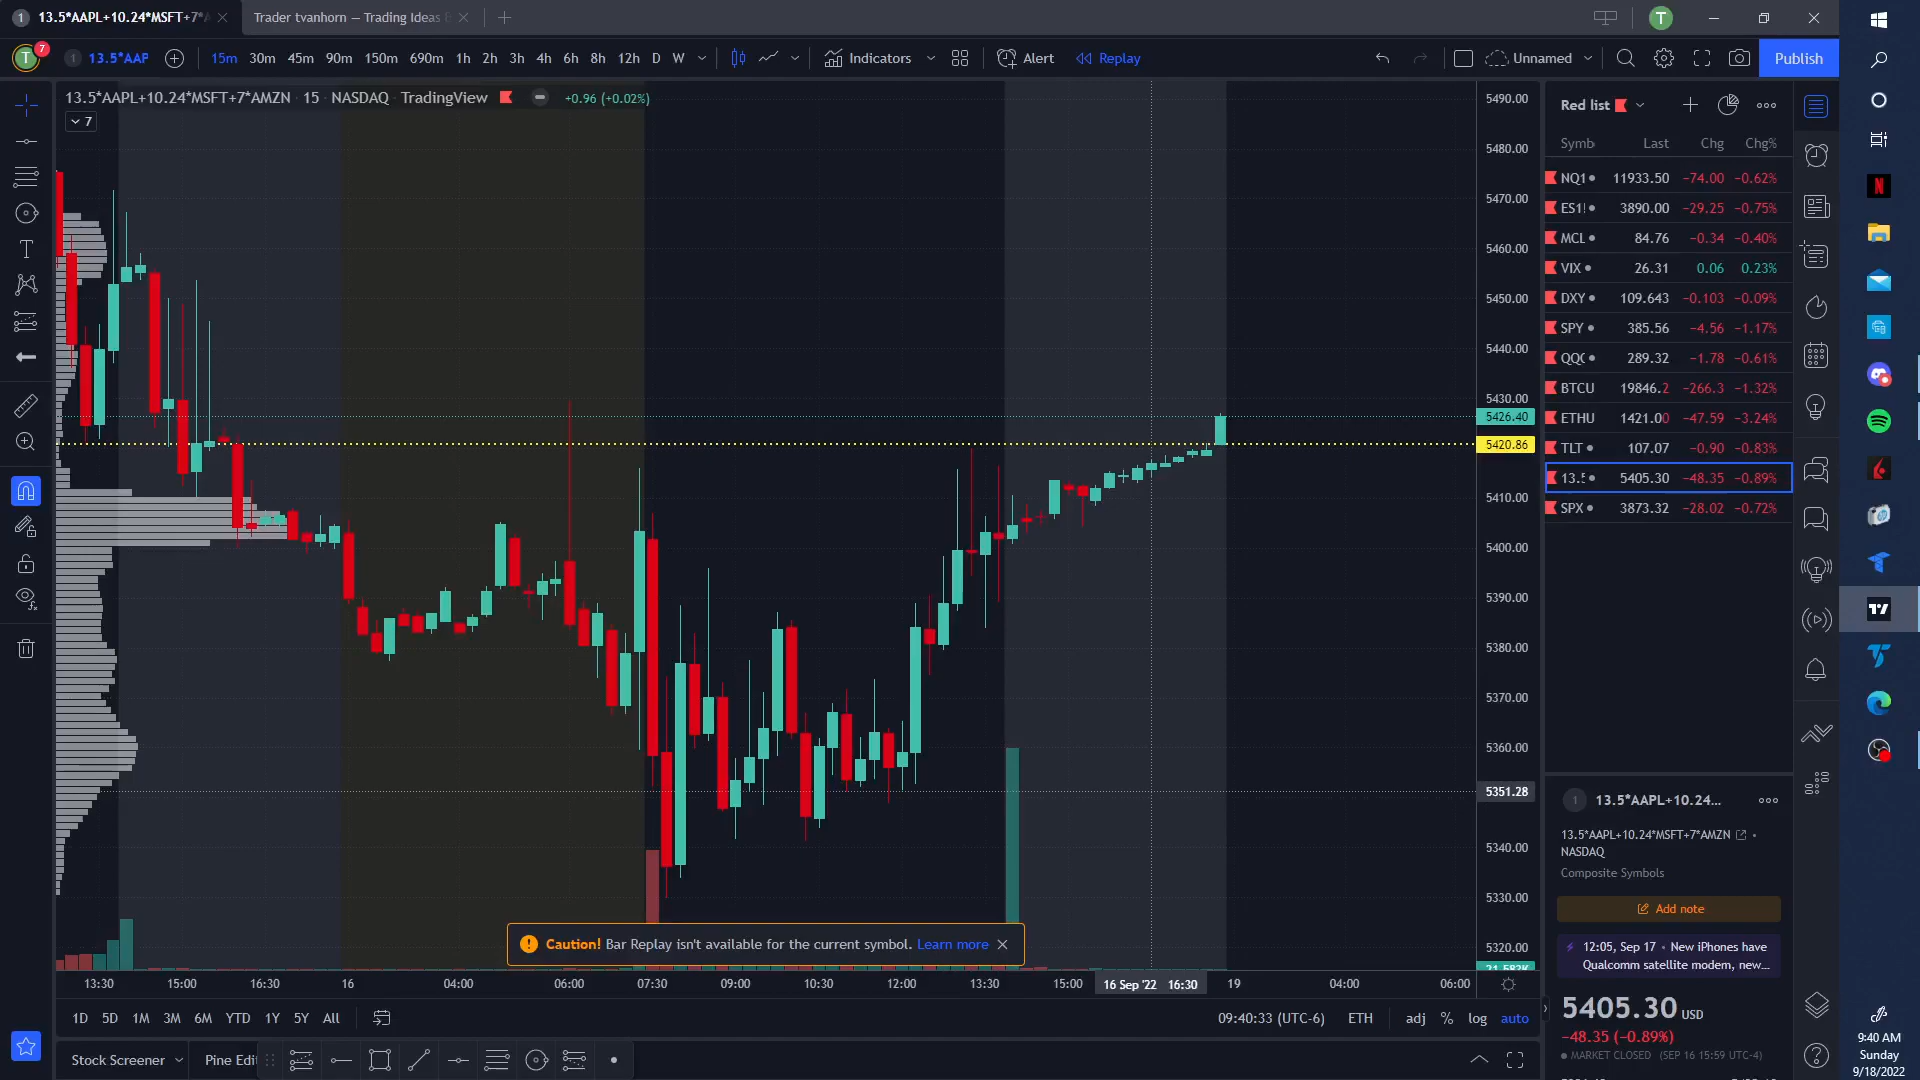 1 13.5*AAPL+10.24*MSFT+7*A
Trader tvanhorn — Trading Ideas &
T
T 7
1 13.5*AAP
15m 30m 45m 90m 150m 690m 1h 2h 3h 4h 6h 8h 12h D W
Indicators
Alert
Replay
Unnamed
Publish
13.5*AAPL+10.24*MSFT+7*AMZN · 15 · NASDAQ · TradingView
+0.96 (+0.02%)
7
5490.00
5480.00
5470.00
5460.00
5450.00
5440.00
5430.00
5426.40
5420.86
5410.00
5400.00
5390.00
5380.00
5370.00
5360.00
5351.28
5340.00
5330.00
5320.00
21.583K
Caution! Bar Replay isn't available for the current symbol. Learn more
13:30 15:00 16:30 16 04:00 06:00 07:30 09:00 10:30 12:00 13:30 15:00 16 Sep '22 16:30 19 04:00 06:00
1D 5D 1M 3M 6M YTD 1Y 5Y All
09:40:33 (UTC-6) ETH adj % log auto
Stock Screener
Pine Edit
Red list
Symb Last Chg Chg%
NQ1 11933.50 −74.00 −0.62%
ES1! 3890.00 −29.25 −0.75%
MCL 84.76 −0.34 −0.40%
VIX 26.31 0.06 0.23%
DXY 109.643 −0.103 −0.09%
SPY 385.56 −4.56 −1.17%
QQQ 289.32 −1.78 −0.61%
BTCU 19846.2 −266.3 −1.32%
ETHU 1421.00 −47.59 −3.24%
TLT 107.07 −0.90 −0.83%
13.5 5405.30 −48.35 −0.89%
SPX 3873.32 −28.02 −0.72%
1 13.5*AAPL+10.24...
13.5*AAPL+10.24*MSFT+7*AMZN
NASDAQ
Composite Symbols
Add note
12:05, Sep 17 • New iPhones have
Qualcomm satellite modem, new...
5405.30 USD
−48.35 (−0.89%)
MARKET CLOSED (SEP 16 15:59 UTC-4)
9:40 AM
Sunday
9/18/2022